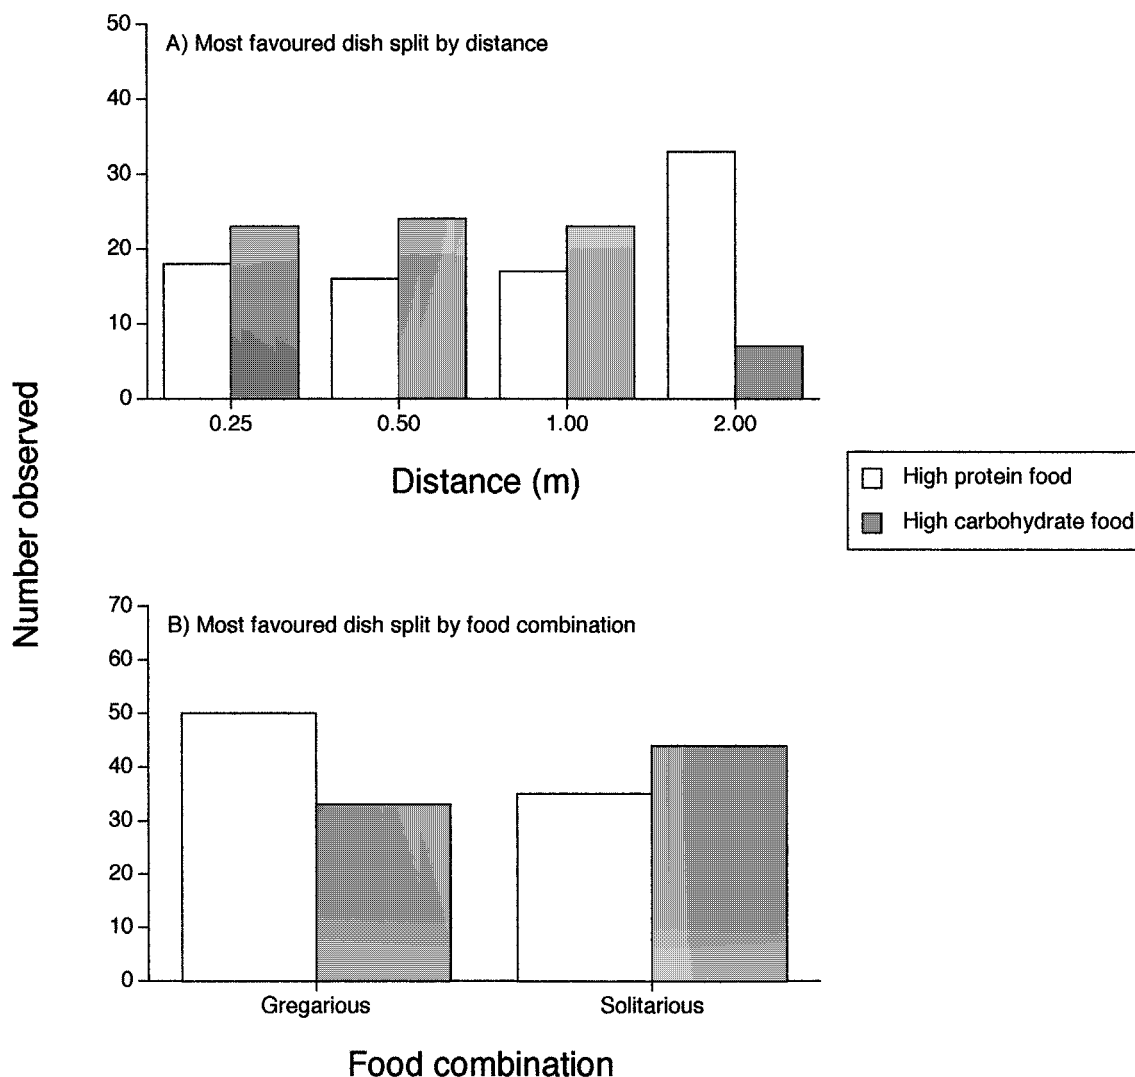 Number observed
A) Most favoured dish split by distance
50
40
30
20
10
0
0.25 0.50 1.00 2.00
Distance (m)
High protein food
High carbohydrate food
B) Most favoured dish split by food combination
70
60
50
40
30
20
10
0
Gregarious Solitarious
Food combination